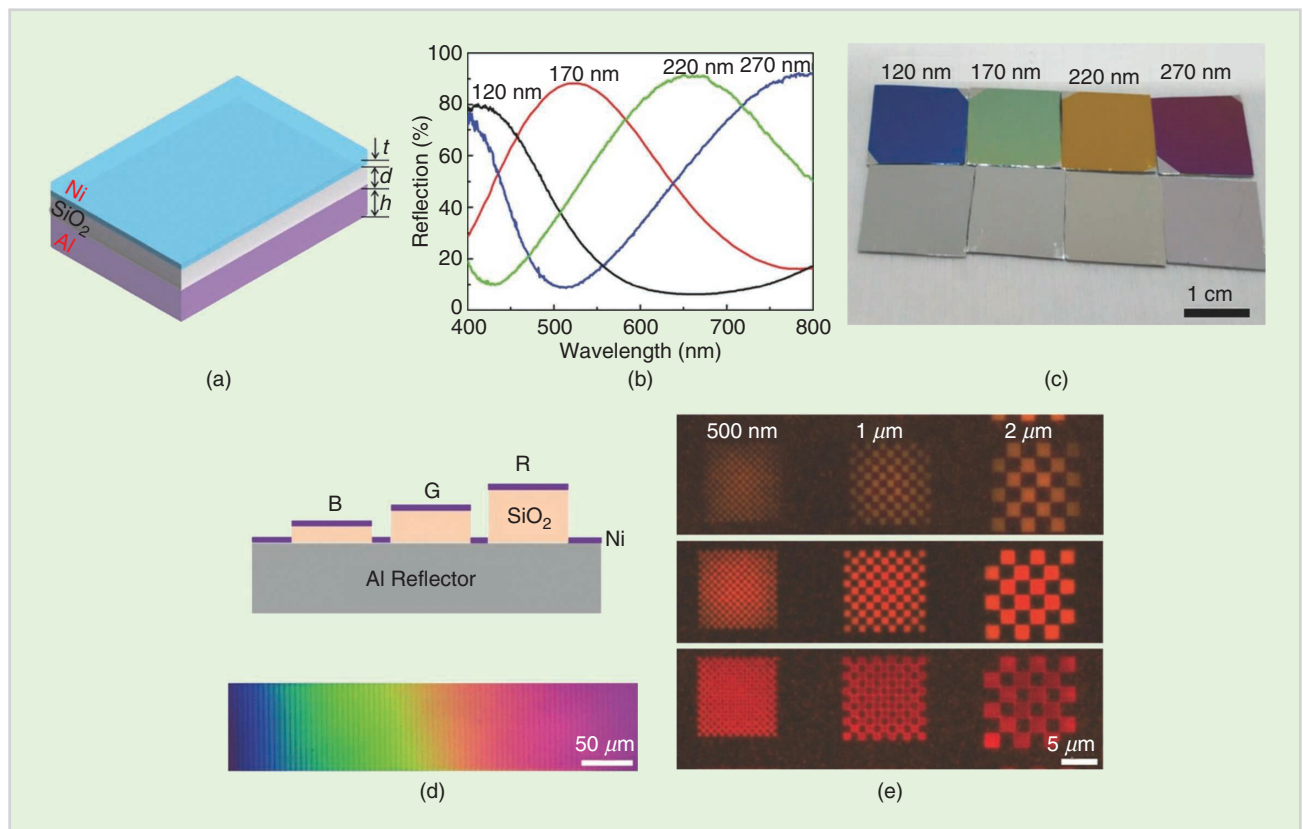 t
d
h
Ni
SiO2
Al
(a)
100
80
60
40
20
0
Reflection (%)
120 nm
170 nm
220 nm
270 nm
400 500 600 700 800
Wavelength (nm)
(b)
120 nm 170 nm 220 nm 270 nm
1 cm
(c)
B
G
R
SiO2
Ni
Al Reflector
50 μm
(d)
500 nm 1 μm 2 μm
5 μm
(e)